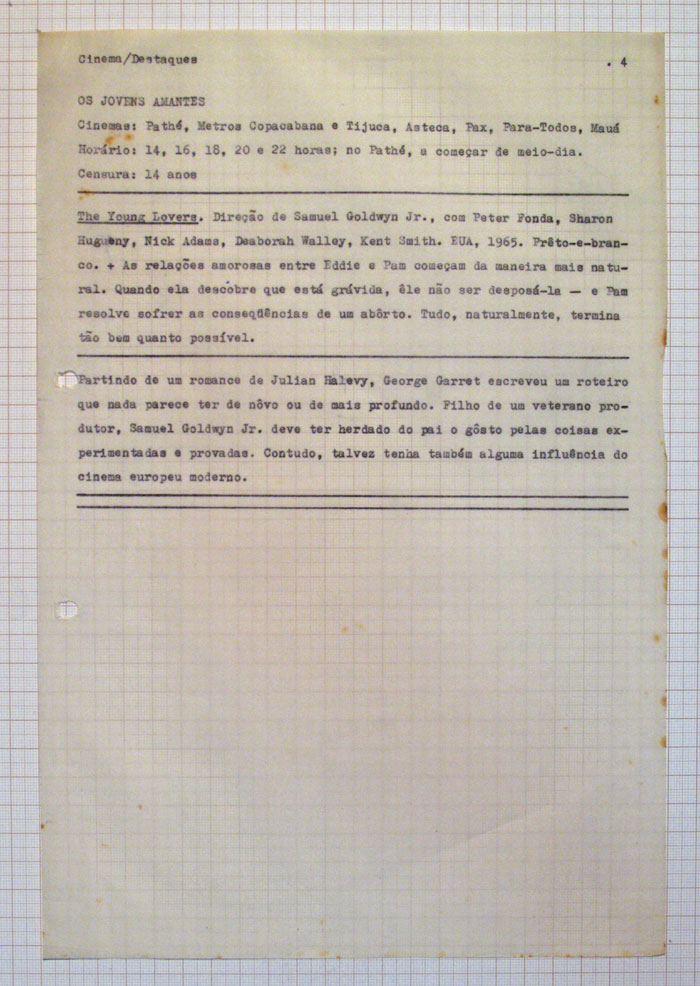 Cinema/Destaques . 4
OS JOVENS AMANTES
Cinemas: Pathé, Metros Copacabana e Tijuca, Asteca, Pax, Para-Todos, Mauá
Horário: 14, 16, 18, 20 e 22 horas; no Pathé, a começar de meio-dia.
Censura: 14 anos
The Young Lovers. Direção de Samuel Goldwyn Jr., com Peter Fonda, Sharon
Hugueny, Nick Adams, Deaborah Walley, Kent Smith. EUA, 1965. Prêto-e-bran-
co. + As relações amorosas entre Eddie e Pam começam da maneira mais natu-
ral. Quando ela descobre que está grávida, êle não ser desposá-la — e Pam
resolve sofrer as conseqüências de um abôrto. Tudo, naturalmente, termina
tão bem quanto possível.
Partindo de um romance de Julian Halevy, George Garret escreveu um roteiro
que nada parece ter de nôvo ou de mais profundo. Filho de um veterano pro-
dutor, Samuel Goldwyn Jr. deve ter herdado do pai o gôsto pelas coisas ex-
perimentadas e provadas. Contudo, talvez tenha também alguma influência do
cinema europeu moderno.